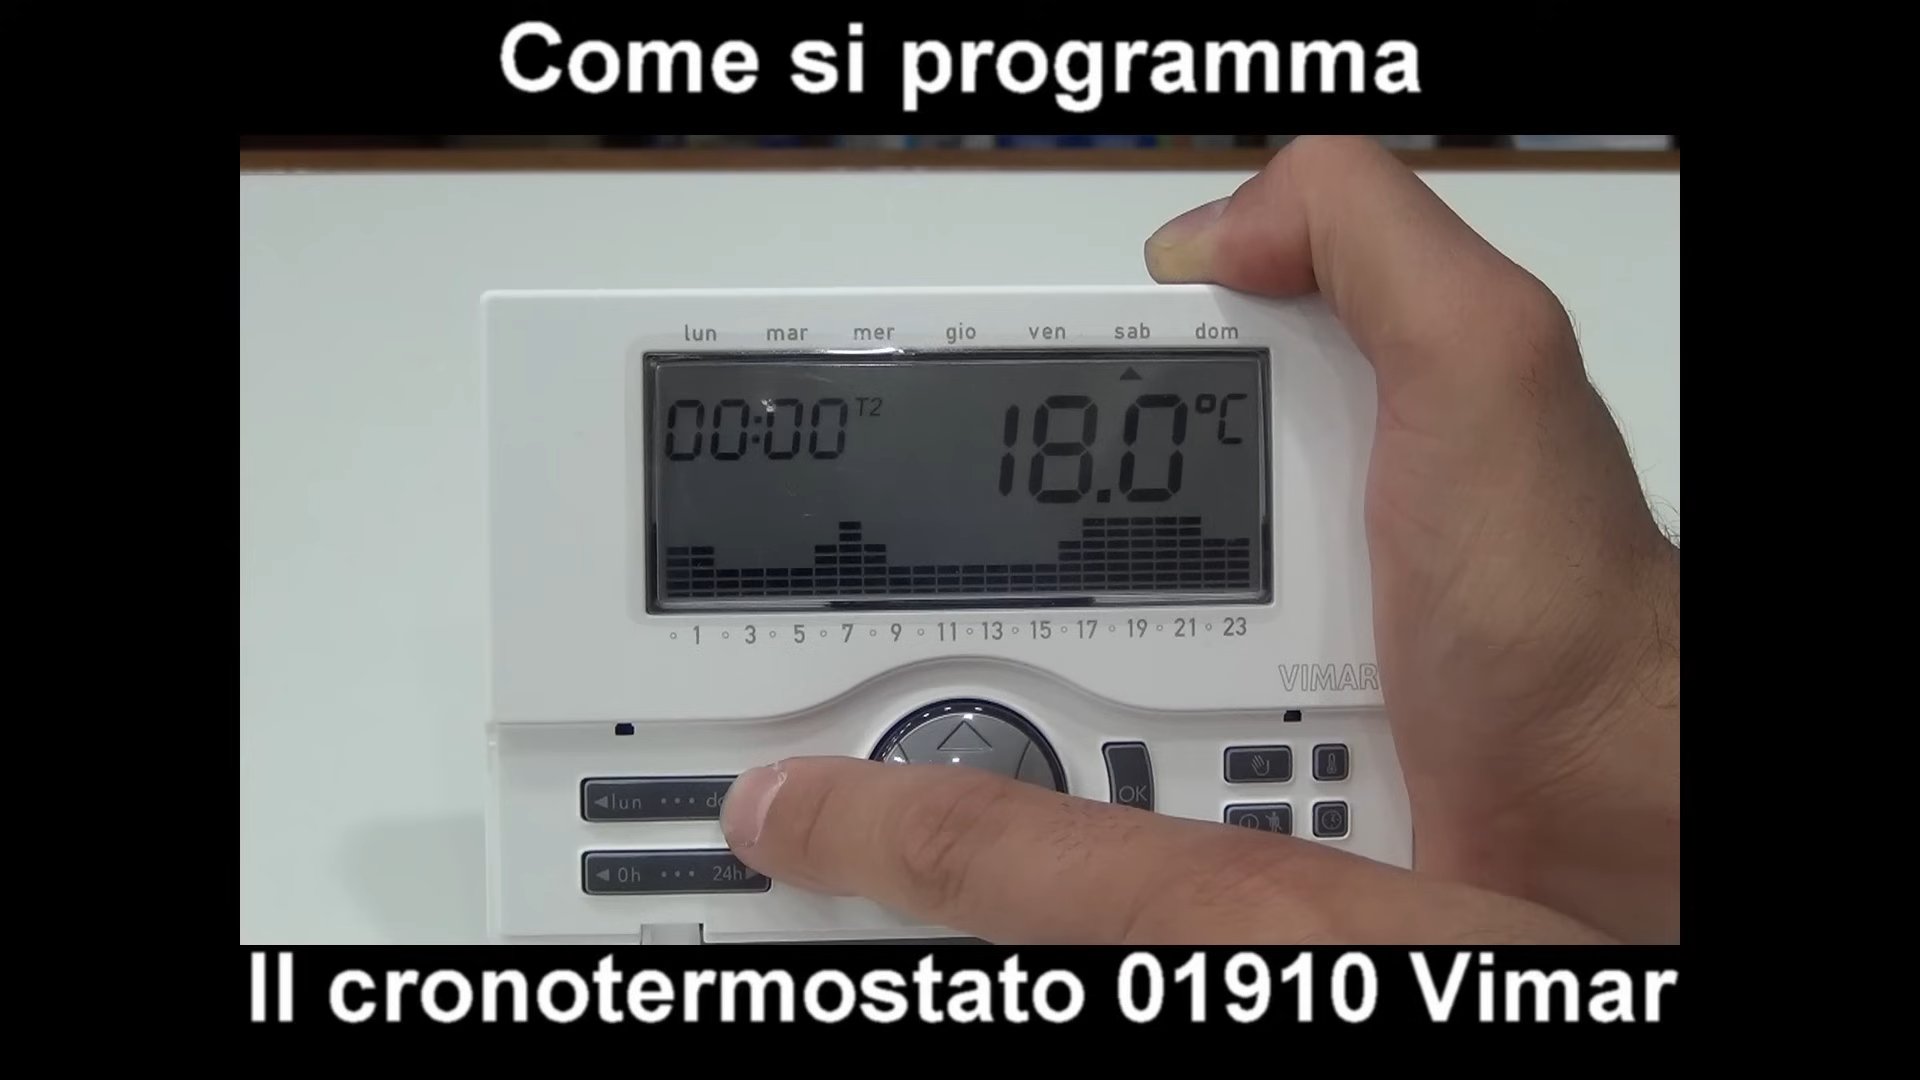 Come si programma
lun mar mer gio ven sab dom
00:00 T2 18.0 °C
1 3 5 7 9 11 13 15 17 19 21 23
VIMAR
lun
OK
0h 24h
Il cronotermostato 01910 Vimar